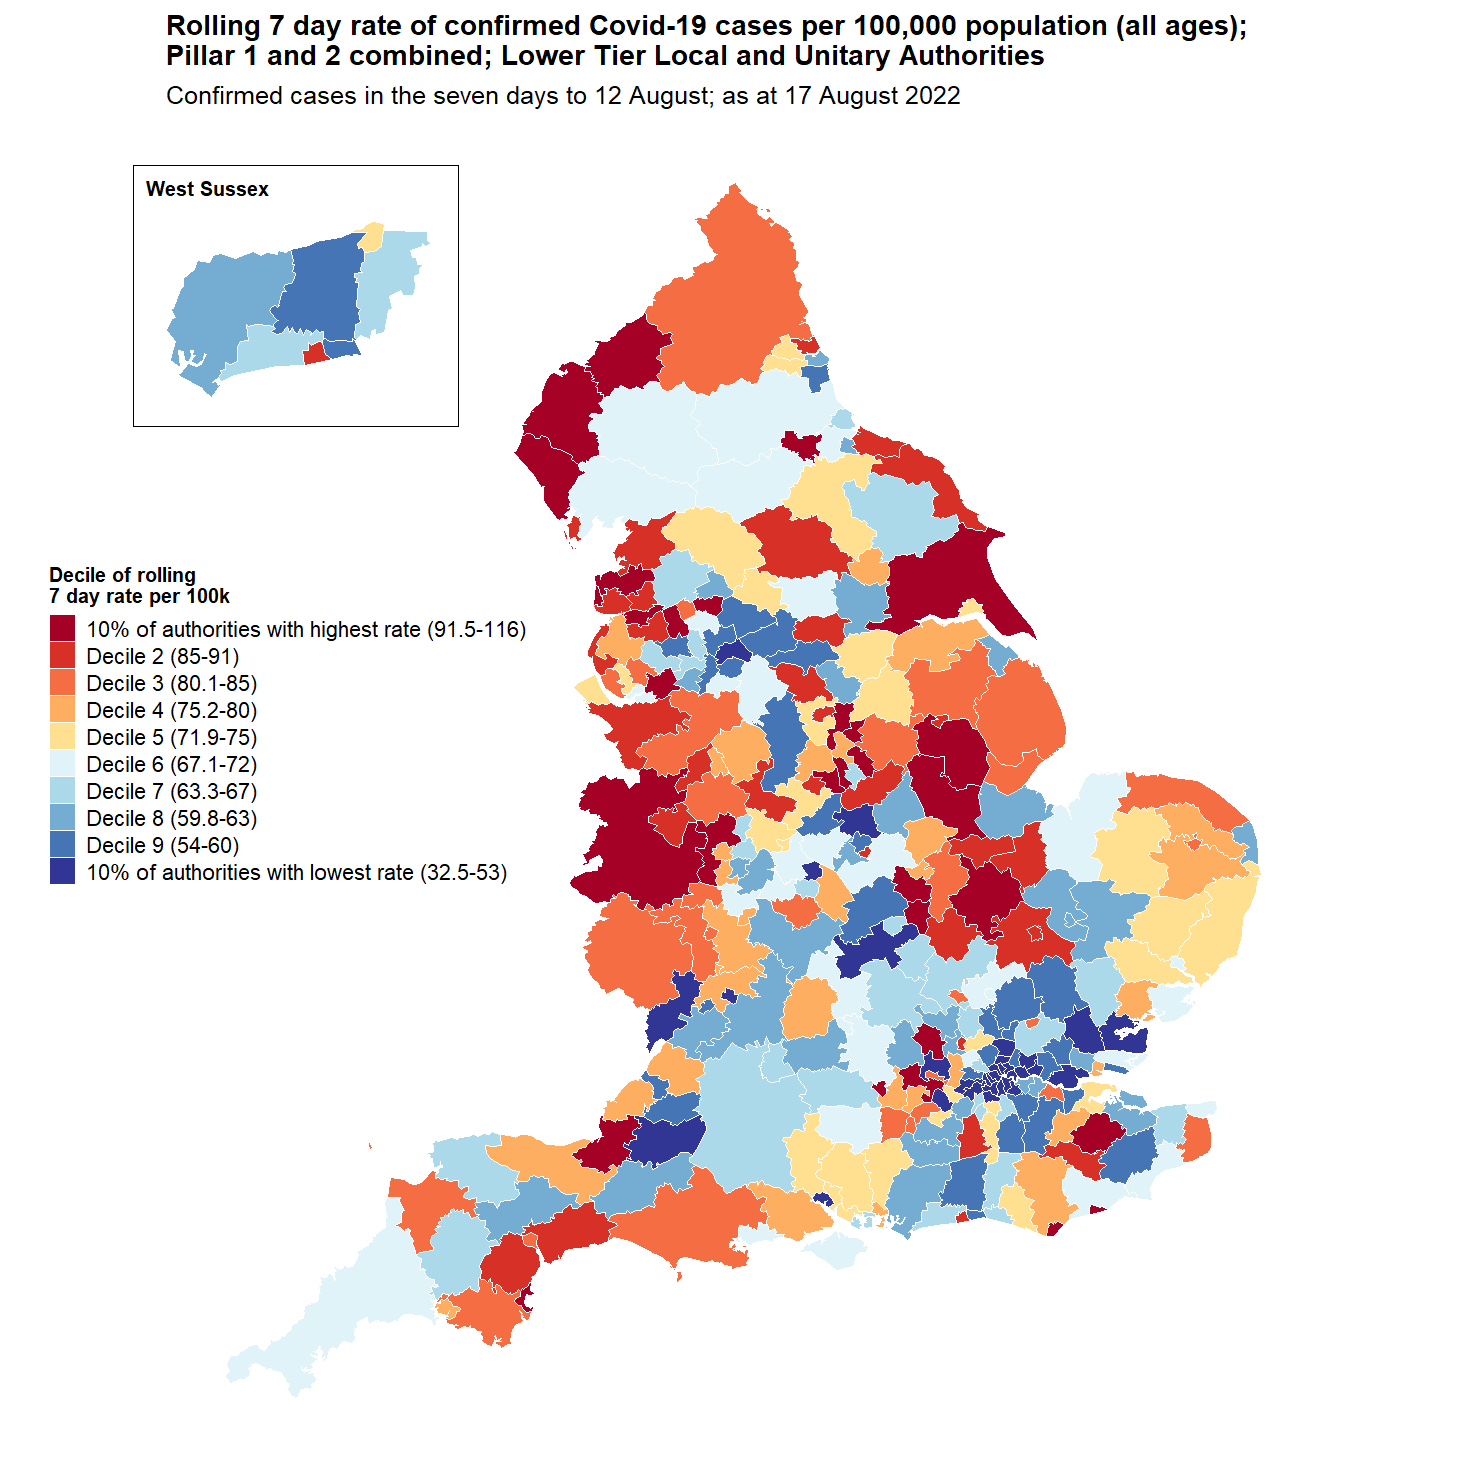 Rolling 7 day rate of confirmed Covid-19 cases per 100,000 population (all ages);
Pillar 1 and 2 combined; Lower Tier Local and Unitary Authorities
Confirmed cases in the seven days to 12 August; as at 17 August 2022
West Sussex
Decile of rolling
7 day rate per 100k
10% of authorities with highest rate (91.5-116)
Decile 2 (85-91)
Decile 3 (80.1-85)
Decile 4 (75.2-80)
Decile 5 (71.9-75)
Decile 6 (67.1-72)
Decile 7 (63.3-67)
Decile 8 (59.8-63)
Decile 9 (54-60)
10% of authorities with lowest rate (32.5-53)